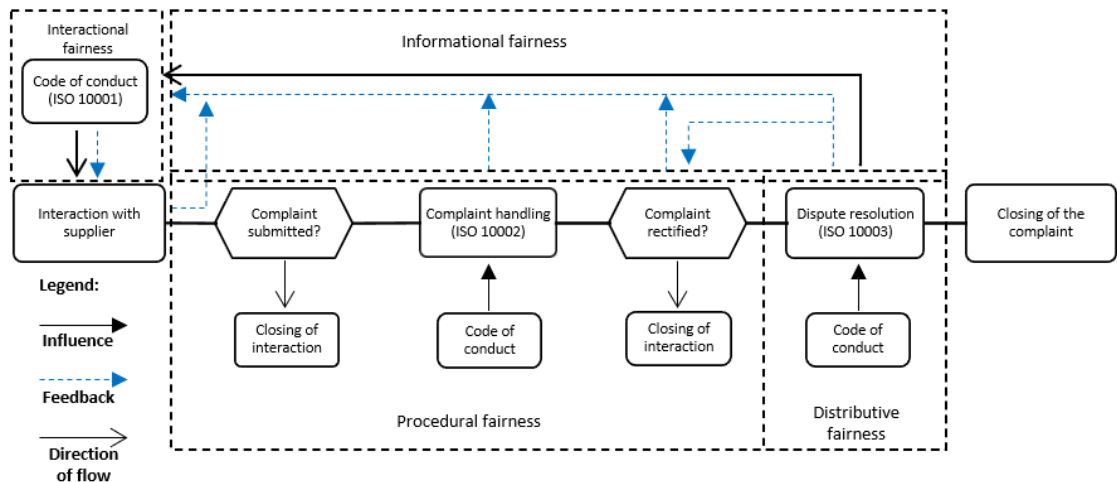 Interactional
fairness
Code of conduct
(ISO 10001)
Informational fairness
Interaction with
supplier
Complaint
submitted?
Complaint handling
(ISO 10002)
Complaint
rectified?
Dispute resolution
(ISO 10003)
Closing of the
complaint
Closing of
interaction
Code of
conduct
Closing of
interaction
Code of
conduct
Procedural fairness
Distributive
fairness
Legend:
Influence
Feedback
Direction
of flow